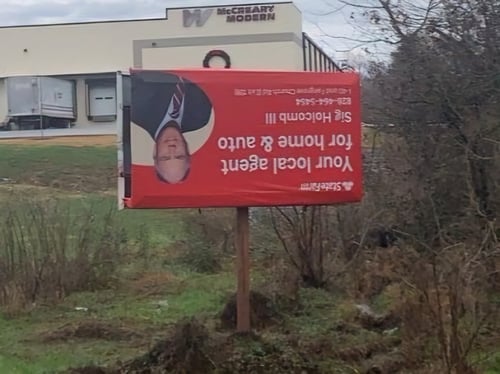 McCREARY
MODERN
StateFarm
Your local agent
for home & auto
Sig Holcomb III
828-464-5454